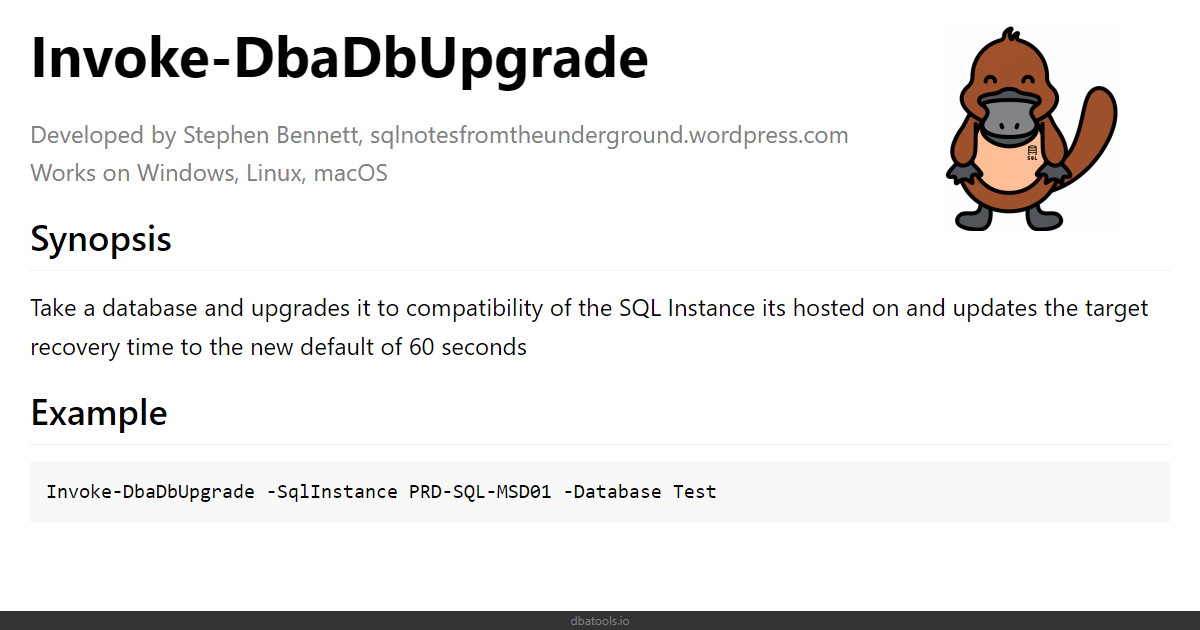 Invoke-DbaDbUpgrade
Developed by Stephen Bennett, sqlnotesfromtheunderground.wordpress.com
Works on Windows, Linux, macOS
SQL
Synopsis
Take a database and upgrades it to compatibility of the SQL Instance its hosted on and updates the target
recovery time to the new default of 60 seconds
Example
Invoke-DbaDbUpgrade -SqlInstance PRD-SQL-MSD01 -Database Test
dbatools.io